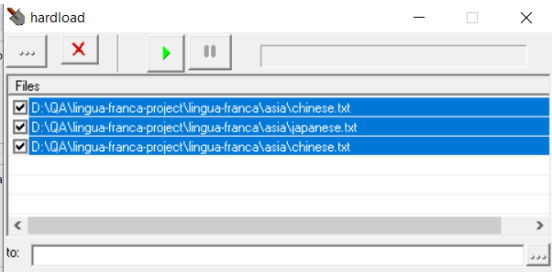 hardload
...
Files
D:\QA\lingua-franca-project\lingua-franca\asia\chinese.txt
D:\QA\lingua-franca-project\lingua-franca\asia\japanese.txt
D:\QA\lingua-franca-project\lingua-franca\asia\chinese.txt
to:
...